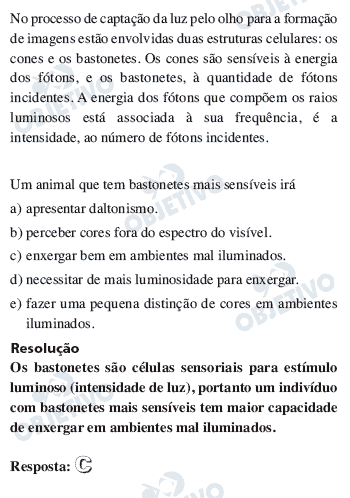 No processo de captação da luz pelo olho para a formação
de imagens estão envolvidas duas estruturas celulares: os
cones e os bastonetes. Os cones são sensíveis à energia
dos fótons, e os bastonetes, à quantidade de fótons
incidentes. A energia dos fótons que compõem os raios
luminosos está associada à sua frequência, é a
intensidade, ao número de fótons incidentes.
Um animal que tem bastonetes mais sensíveis irá
a) apresentar daltonismo.
b) perceber cores fora do espectro do visível.
c) enxergar bem em ambientes mal iluminados.
d) necessitar de mais luminosidade para enxergar.
e) fazer uma pequena distinção de cores em ambientes
iluminados.
Resolução
Os bastonetes são células sensoriais para estímulo
luminoso (intensidade de luz), portanto um indivíduo
com bastonetes mais sensíveis tem maior capacidade
de enxergar em ambientes mal iluminados.
Resposta: C
OBJETIVO
OBJETIVO
OBJETIVO
OBJETIVO